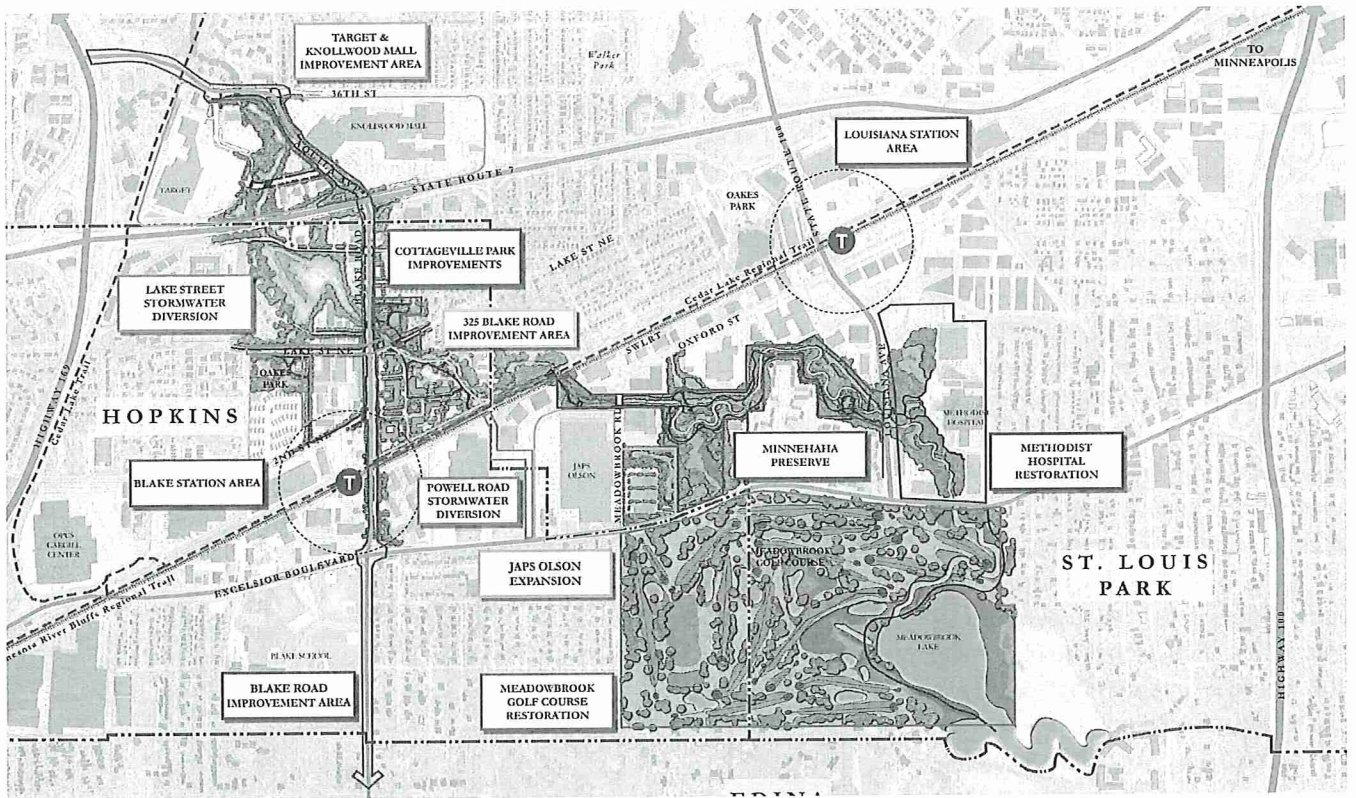 TARGET &
KNOLLWOOD MALL
IMPROVEMENT AREA
Walker
Park
TO
MINNEAPOLIS
36TH ST
KNOLLWOOD MALL
LOUISIANA STATION
AREA
TARGET
STATE ROUTE 7
OAKES
PARK
STATE ROUTE 100
T
COTTAGEVILLE PARK
IMPROVEMENTS
LAKE ST NE
BLAKE ROAD
Cedar Lake Regional Trail
LAKE STREET
STORMWATER
DIVERSION
325 BLAKE ROAD
IMPROVEMENT AREA
SWLRT
OXFORD ST
LAKE ST NE
OAKES
PARK
HIGHWAY 169
Cedar Lake Trail
HOPKINS
METHODIST
HOSPITAL
MEADOWBROOK RD
MINNEHAHA
PRESERVE
METHODIST
HOSPITAL
RESTORATION
BLAKE STATION AREA
T
POWELL ROAD
STORMWATER
DIVERSION
JAPS
OLSON
OPUS
CARGILL
CENTER
JAPS OLSON
EXPANSION
MEADOWBROOK
GOLF COURSE
ST. LOUIS
PARK
EXCELSIOR BOULEVARD
River Bluffs Regional Trail
MEADOWBROOK
LAKE
HIGHWAY 100
BLAKE SCHOOL
BLAKE ROAD
IMPROVEMENT AREA
MEADOWBROOK
GOLF COURSE
RESTORATION
EDINA